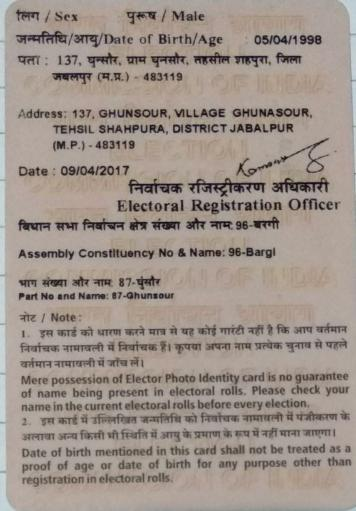 लिंग / Sex पुरूष / Male
जन्मतिथि/आयु/Date of Birth/Age : 05/04/1998
पता : 137, घुन्सौर, ग्राम घुनसौर, तहसील शहपुरा, जिला
जबलपुर (म.प्र.) - 483119
Address: 137, GHUNSOUR, VILLAGE GHUNASOUR,
TEHSIL SHAHPURA, DISTRICT JABALPUR
(M.P.) - 483119
Date : 09/04/2017
निर्वाचक रजिस्ट्रीकरण अधिकारी
Electoral Registration Officer
विधान सभा निर्वाचन क्षेत्र संख्या और नाम: 96-बरगी
Assembly Constituency No & Name: 96-Bargi
भाग संख्या और नाम: 87-घुंसौर
Part No and Name: 87-Ghunsour
नोट / Note :
1. इस कार्ड को धारण करने मात्र से यह कोई गारंटी नहीं है कि आप वर्तमान
निर्वाचक नामावली में निर्वाचक हैं। कृपया अपना नाम प्रत्येक चुनाव से पहले
वर्तमान नामावली में जाँच लें।
Mere possession of Elector Photo Identity card is no guarantee
of name being present in electoral rolls. Please check your
name in the current electoral rolls before every election.
2. इस कार्ड में उल्लिखित जन्मतिथि को निर्वाचक नामावली में पंजीकरण के
अलावा अन्य किसी भी स्थिति में आयु के प्रमाण के रूप में नहीं माना जाएगा।
Date of birth mentioned in this card shall not be treated as a
proof of age or date of birth for any purpose other than
registration in electoral rolls.